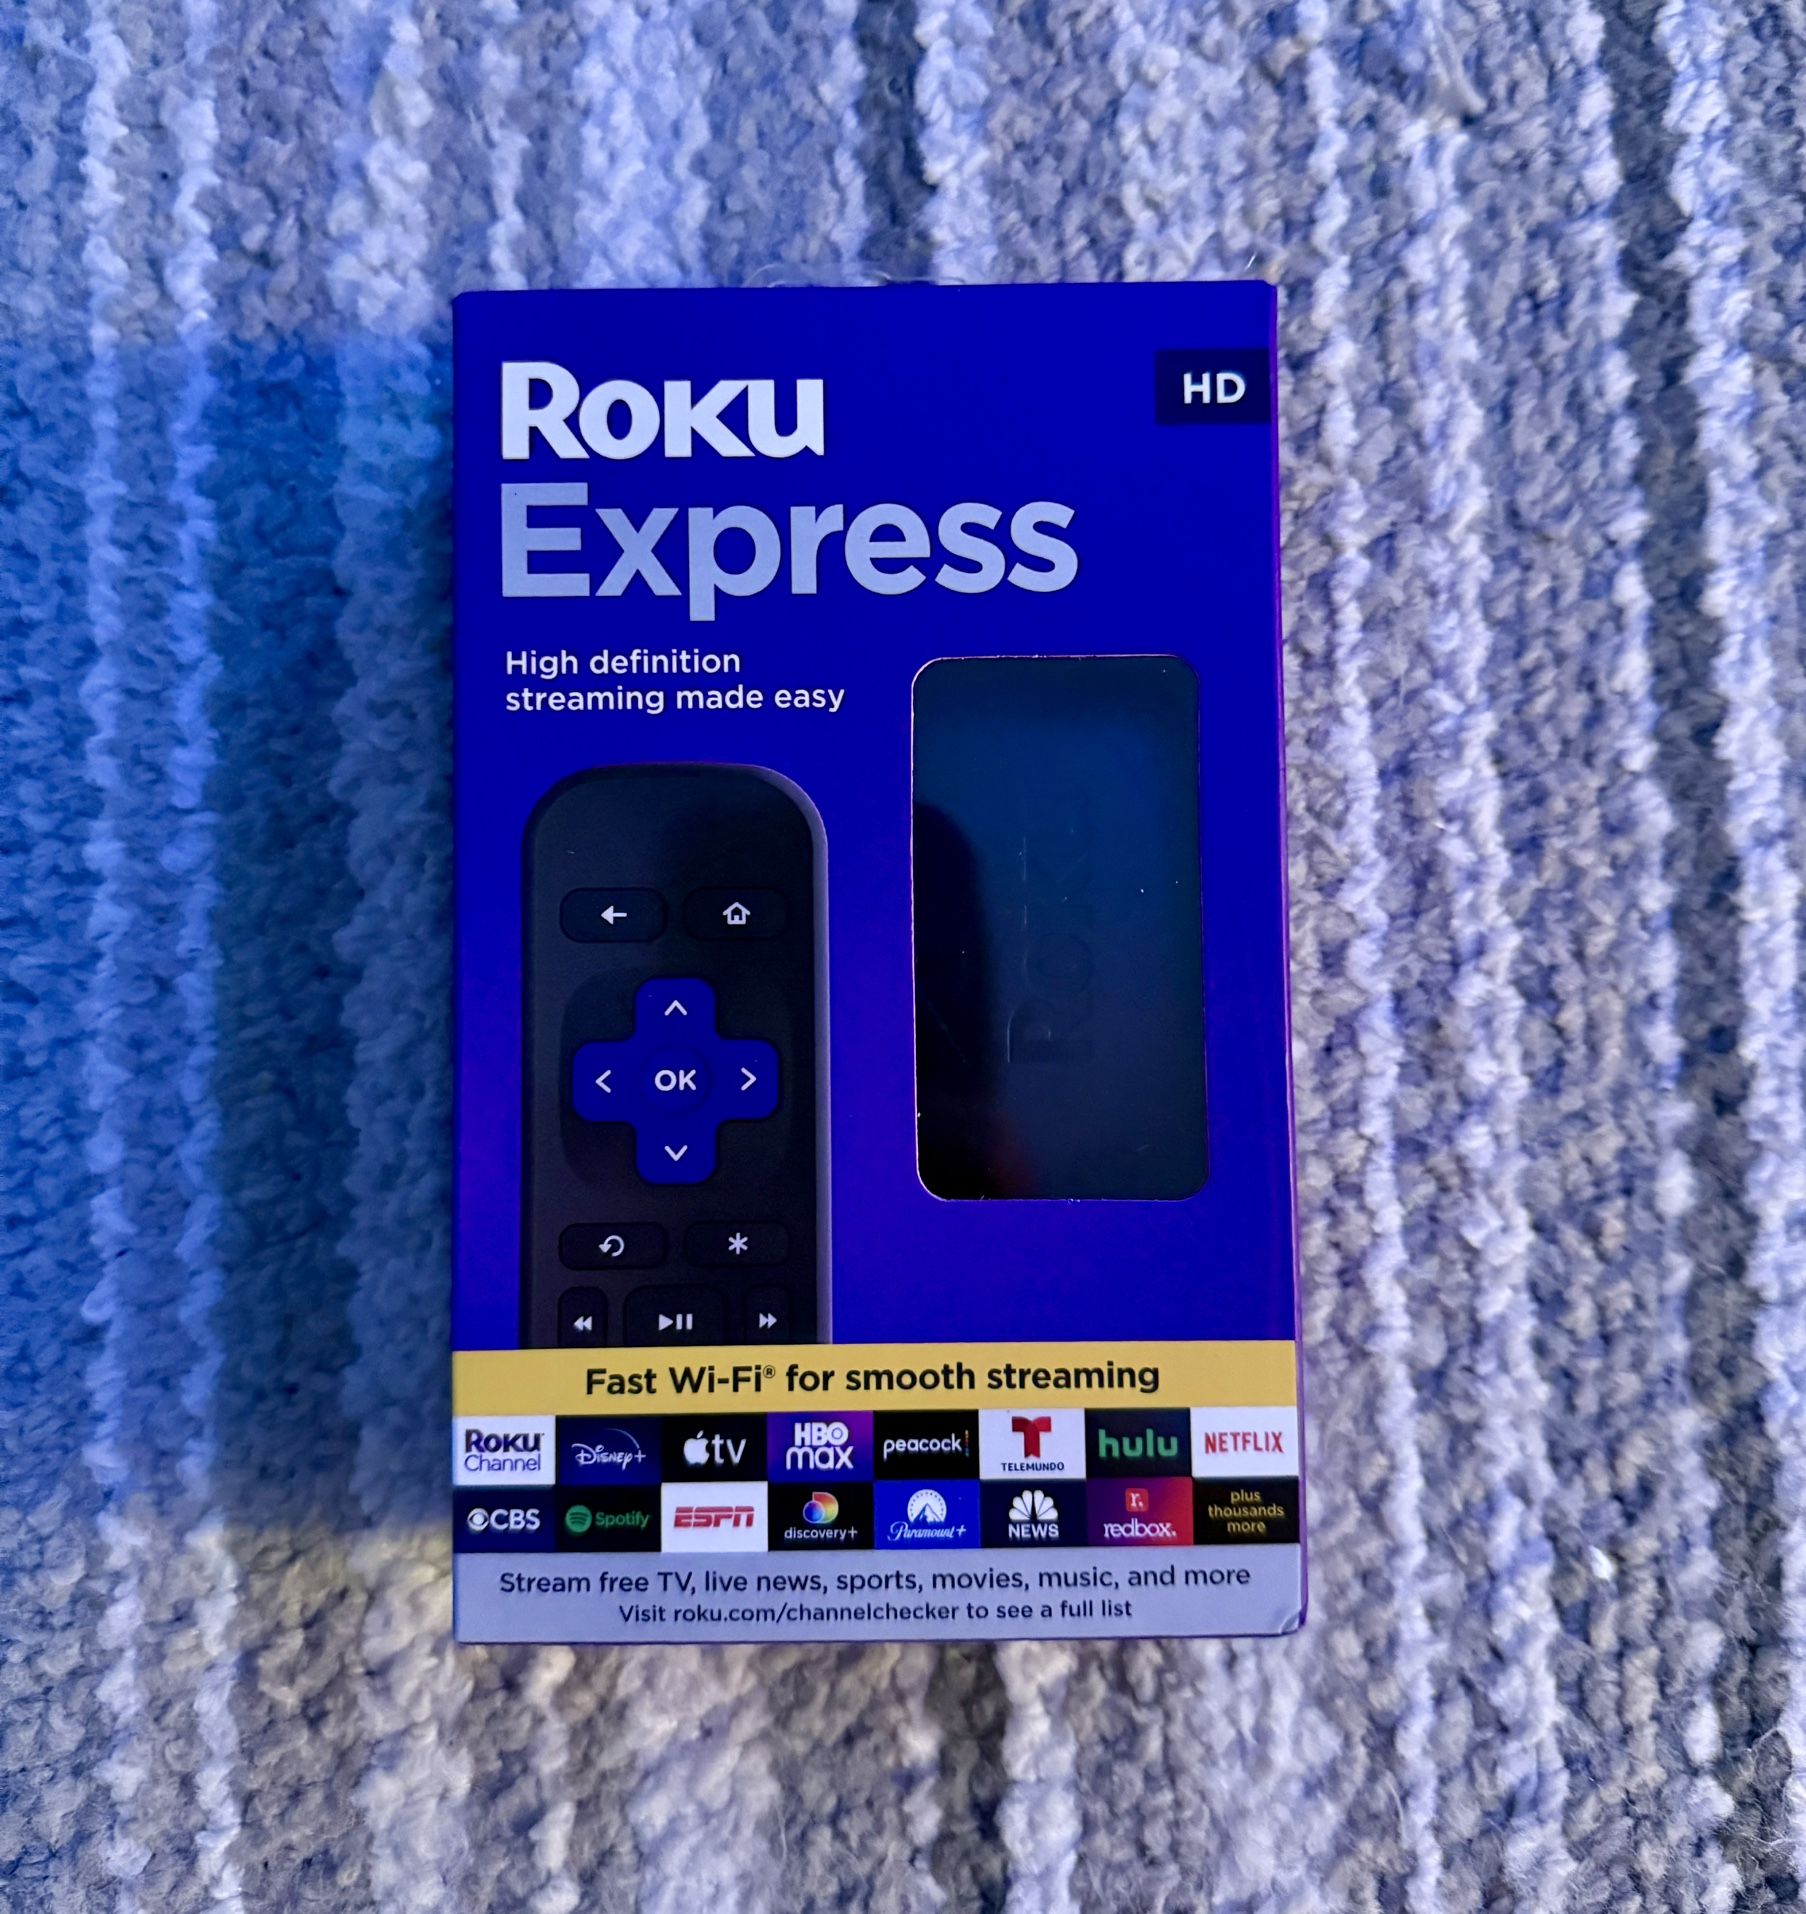 ROKU
HD
Express
High definition
streaming made easy
ROKU
OK
Fast Wi-Fi® for smooth streaming
ROKU
Channel
Disney+
tv
HBO
max
peacock
T
TELEMUNDO
hulu
NETFLIX
CBS
Spotify
ESPN
discovery+
Paramount+
NEWS
r.
redbox.
plus
thousands
more
Stream free TV, live news, sports, movies, music, and more
Visit roku.com/channelchecker to see a full list